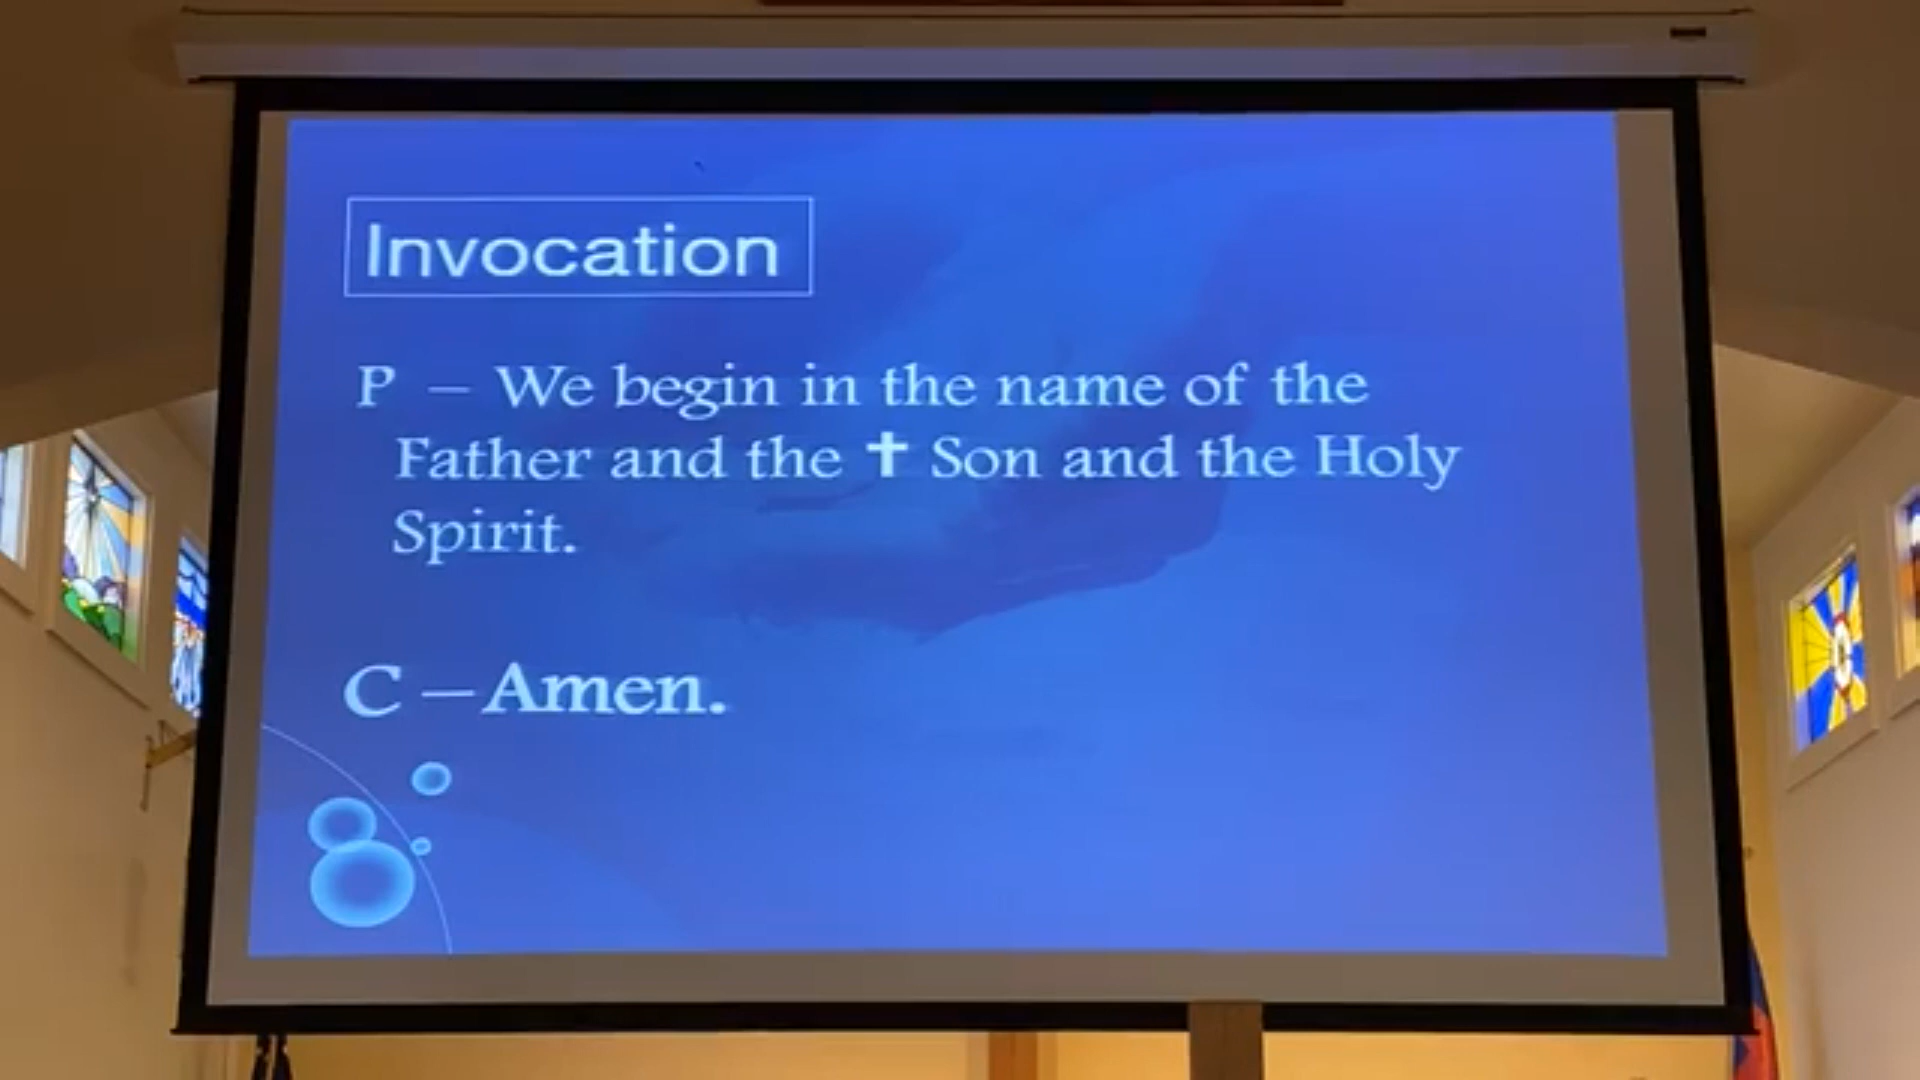 Invocation
P – We begin in the name of the
Father and the ✝ Son and the Holy
Spirit.
C – Amen.